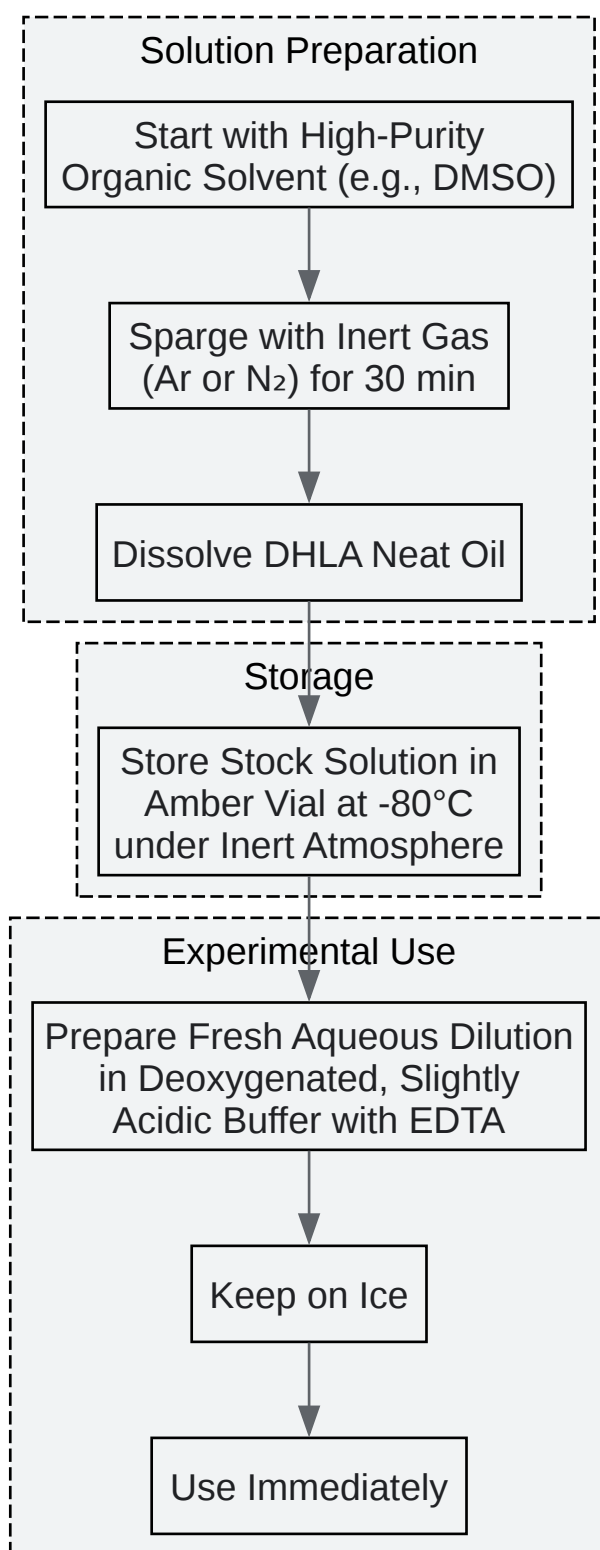 Solution Preparation
Start with High-Purity
Organic Solvent (e.g., DMSO)
Sparge with Inert Gas
(Ar or N₂) for 30 min
Dissolve DHLA Neat Oil
Storage
Store Stock Solution in
Amber Vial at -80°C
under Inert Atmosphere
Experimental Use
Prepare Fresh Aqueous Dilution
in Deoxygenated, Slightly
Acidic Buffer with EDTA
Keep on Ice
Use Immediately